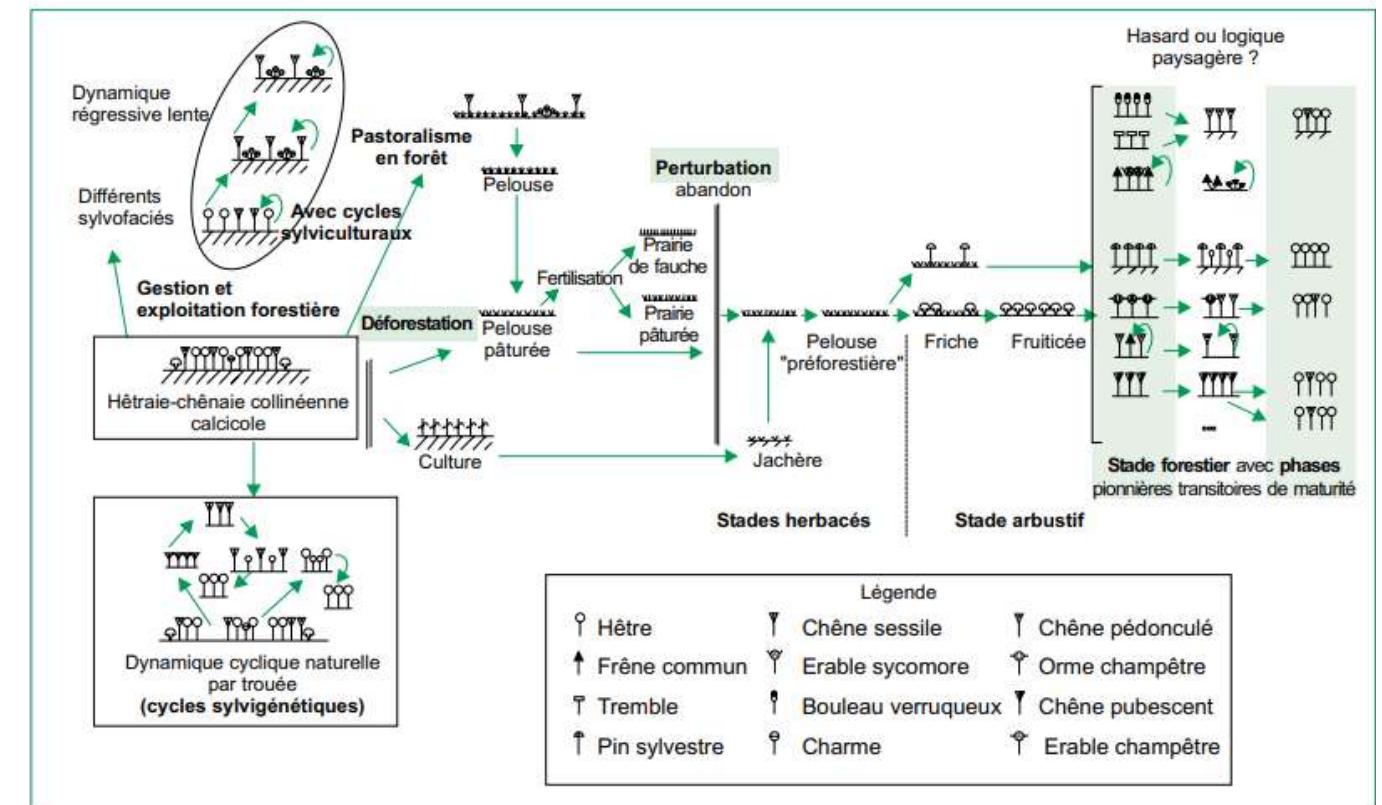 Hasard ou logique
paysagère ?
Dynamique
régressive lente
Pastoralisme
en forêt
Pelouse
Perturbation
abandon
Différents
sylvofaciés
Avec cycles
sylviculturaux
Prairie
de fauche
Fertilisation
Gestion et
exploitation forestière
Déforestation
Pelouse
pâturée
Prairie
pâturée
Pelouse
"préforestière"
Friche
Fruiticée
Hêtraie-chênaie collinéenne
calcicole
Culture
Jachère
Stade forestier avec phases
pionnières transitoires de maturité
Stades herbacés
Stade arbustif
Dynamique cyclique naturelle
par trouée
(cycles sylvigénétiques)
Légende
Hêtre
Chêne sessile
Chêne pédonculé
Frêne commun
Erable sycomore
Orme champêtre
Tremble
Bouleau verruqueux
Chêne pubescent
Pin sylvestre
Charme
Erable champêtre